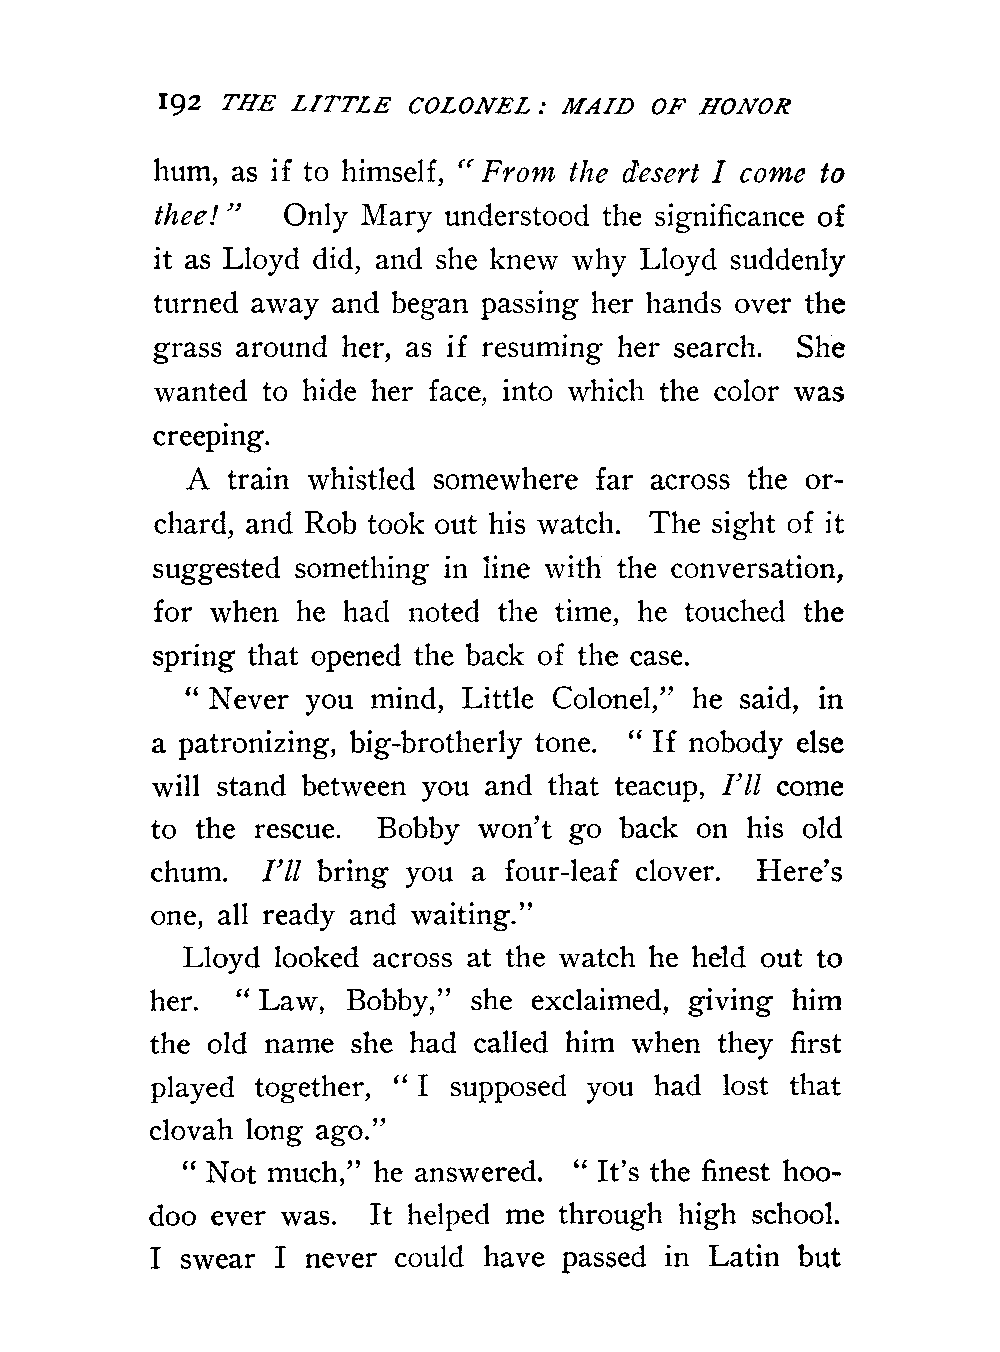 192 THE LITTLE COLONEL: MAID OF HONOR
hum, as if to himself, "From the desert I come to
thee!" Only Mary understood the significance of
it as Lloyd did, and she knew why Lloyd suddenly
turned away and began passing her hands over the
grass around her, as if resuming her search. She
wanted to hide her face, into which the color was
creeping.
A train whistled somewhere far across the or-
chard, and Rob took out his watch. The sight of it
suggested something in line with the conversation,
for when he had noted the time, he touched the
spring that opened the back of the case.
"Never you mind, Little Colonel," he said, in
a patronizing, big-brotherly tone. "If nobody else
will stand between you and that teacup, I'll come
to the rescue. Bobby won't go back on his old
chum. I'll bring you a four-leaf clover. Here's
one, all ready and waiting."
Lloyd looked across at the watch he held out to
her. "Law, Bobby," she exclaimed, giving him
the old name she had called him when they first
played together, "I supposed you had lost that
clovah long ago."
"Not much," he answered. "It's the finest hoo-
doo ever was. It helped me through high school.
I swear I never could have passed in Latin but